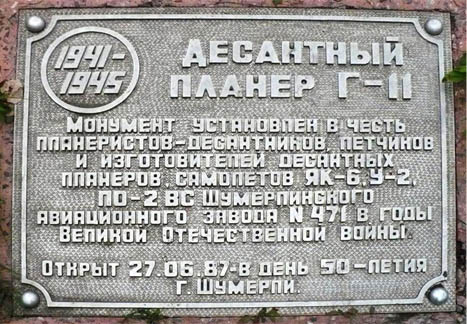 1941-
1945
ДЕСАНТНЫЙ
ПЛАНЕР Г-11
МОНУМЕНТ УСТАНОВЛЕН В ЧЕСТЬ
ПЛАНЕРИСТОВ-ДЕСАНТНИКОВ, ЛЕТЧИКОВ
И ИЗГОТОВИТЕЛЕЙ ДЕСАНТНЫХ
ПЛАНЕРОВ, САМОЛЕТОВ ЯК-6, У-2,
ПО-2 ВС ШУМЕРЛИНСКОГО
АВИАЦИОННОГО ЗАВОДА N 471 В ГОДЫ
ВЕЛИКОЙ ОТЕЧЕСТВЕННОЙ ВОЙНЫ.
ОТКРЫТ 27.06.87-В ДЕНЬ 50-ЛЕТИЯ
Г. ШУМЕРЛИ.